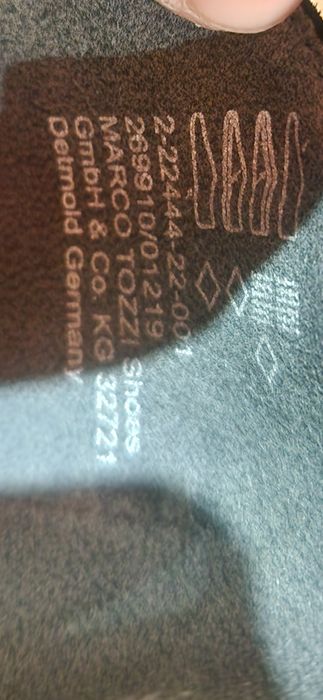 2-22444-22-001
269910/01219
MARCO TOZZI Shoes
GmbH & Co. KG 32721
Detmold Germany